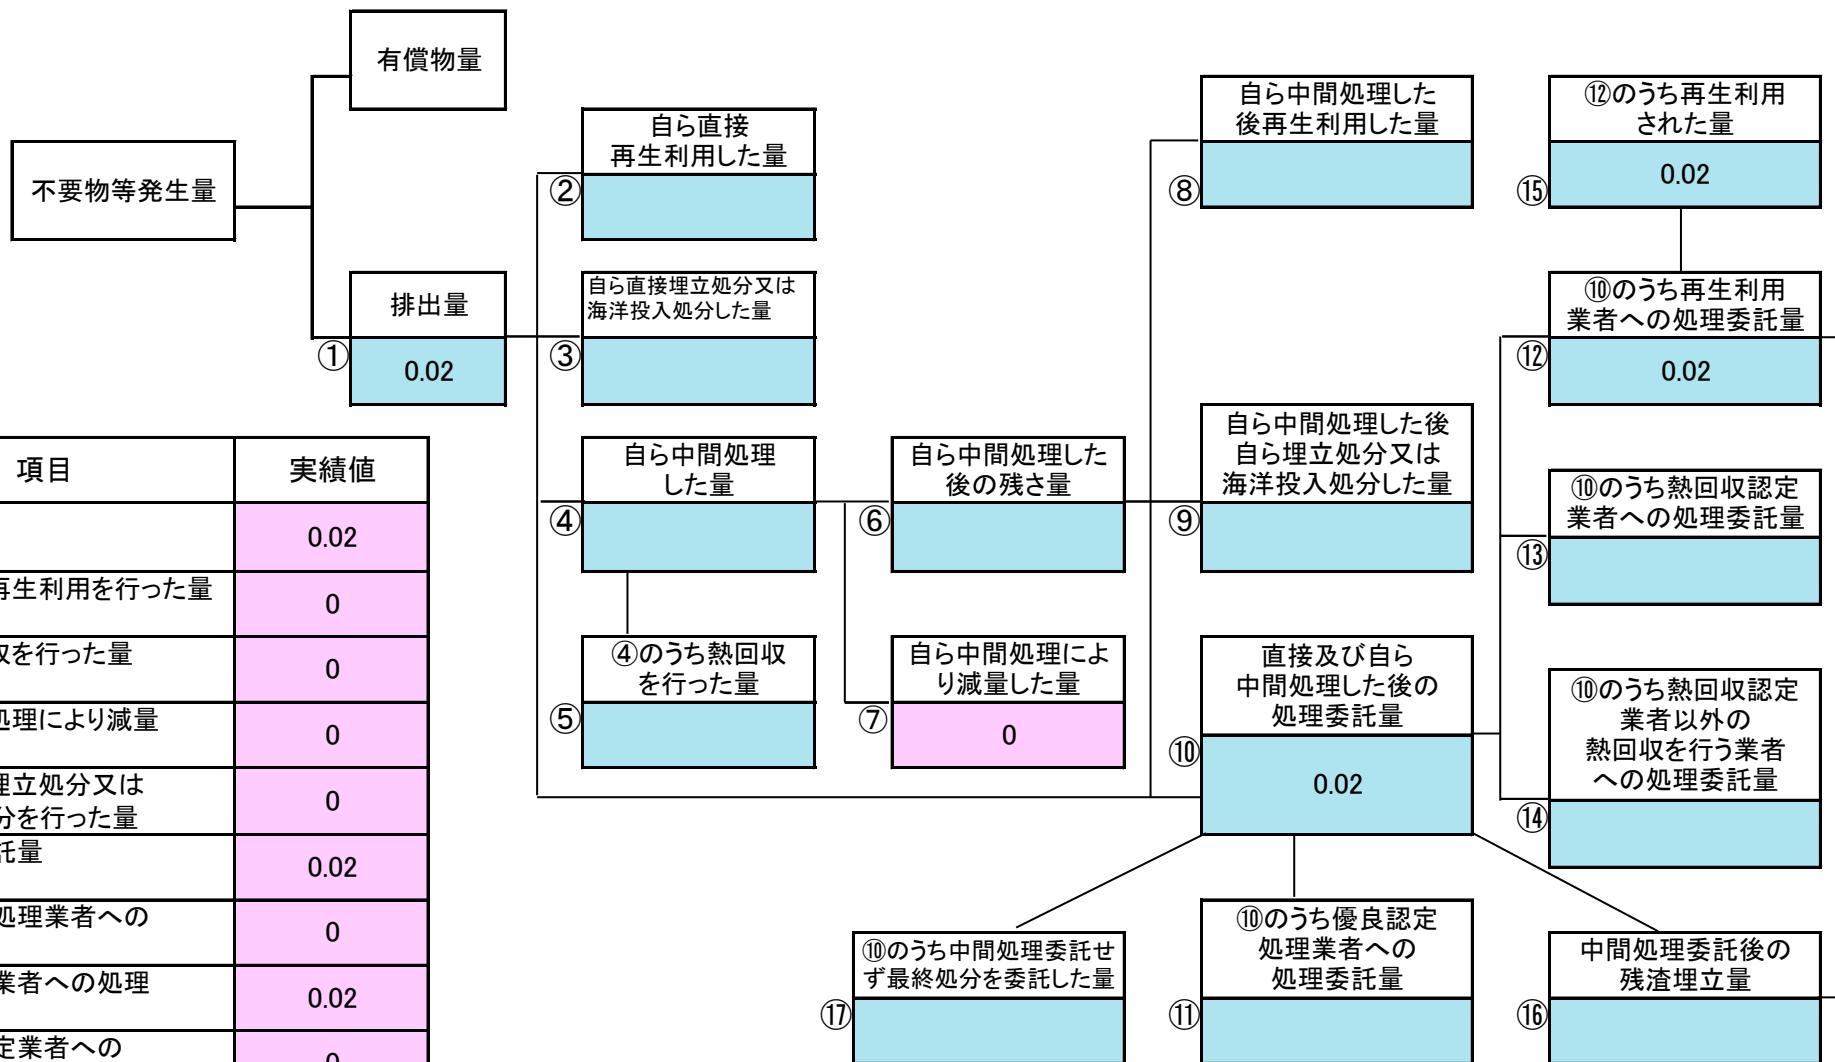 有償物量
不要物等発生量
排出量
①
0.02
自ら直接
再生利用した量
②
自ら直接埋立処分又は
海洋投入処分した量
③
自ら中間処理
した量
④
④のうち熱回収
を行った量
⑤
自ら中間処理した
後の残さ量
⑥
自ら中間処理によ
り減量した量
⑦
0
自ら中間処理した
後再生利用した量
⑧
自ら中間処理した後
自ら埋立処分又は
海洋投入処分した量
⑨
直接及び自ら
中間処理した後の
処理委託量
⑩
0.02
⑫のうち再生利用
された量
⑮
0.02
⑩のうち再生利用
業者への処理委託量
⑫
0.02
⑩のうち熱回収認定
業者への処理委託量
⑬
⑩のうち熱回収認定
業者以外の
熱回収を行う業者
への処理委託量
⑭
⑩のうち中間処理委託せ
ず最終処分を委託した量
⑰
⑩のうち優良認定
処理業者への
処理委託量
⑪
中間処理委託後の
残渣埋立量
⑯
項目 実績値
0.02
再生利用を行った量 0
を行った量 0
処理により減量 0
埋立処分又は
分を行った量 0
託量 0.02
処理業者への 0
業者への処理 0.02
定業者への